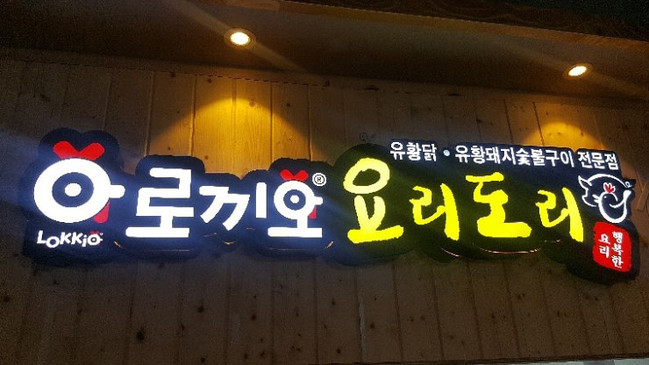 유황닭·유황돼지숯불구이 전문점
로끼오® 요리도리
LOKKiO
행복한
요리